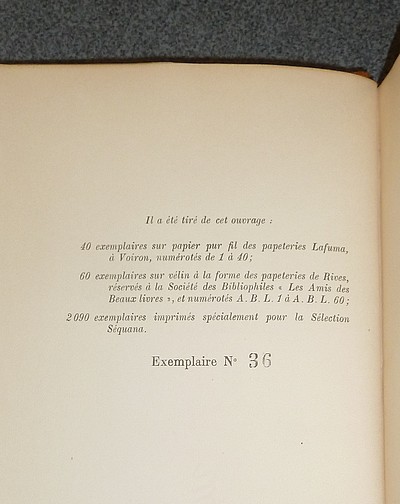 Il a été tiré de cet ouvrage :
40 exemplaires sur papier pur fil des papeteries Lafuma,
à Voiron, numérotés de 1 à 40;
60 exemplaires sur vélin à la forme des papeteries de Rives,
réservés à la Société des Bibliophiles « Les Amis des
Beaux livres », et numérotés A. B. L. 1 à A. B. L. 60;
2 090 exemplaires imprimés spécialement pour la Sélection
Séquana.
Exemplaire N° 36